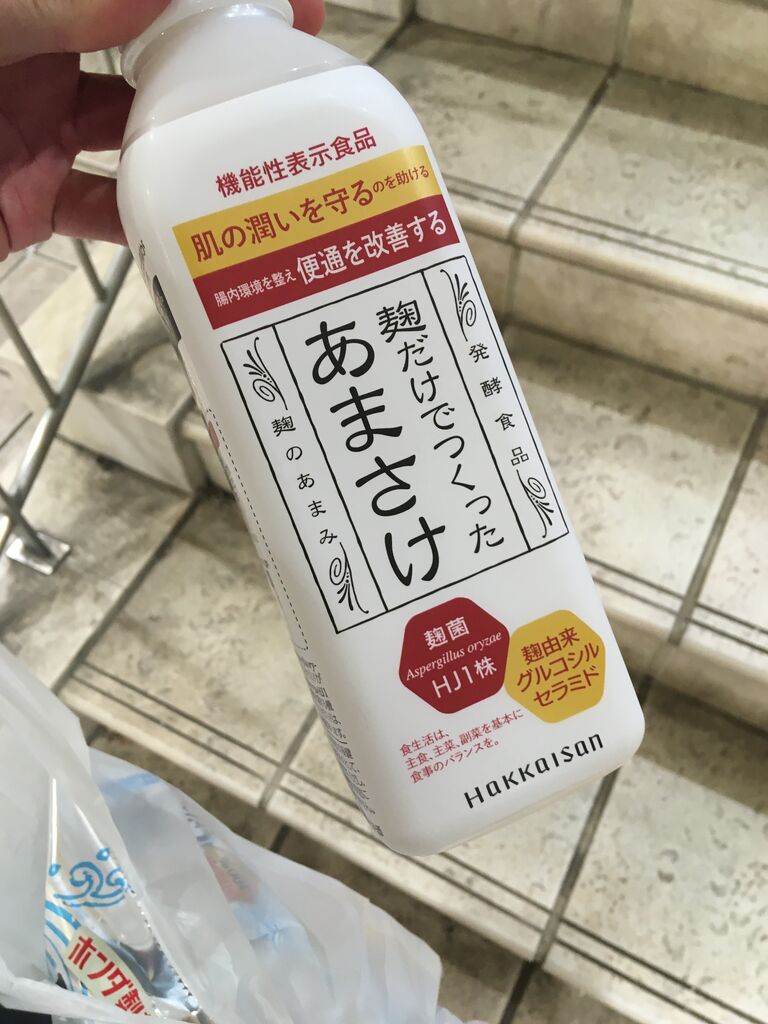 機能性表示食品
肌の潤いを守るのを助ける
腸内環境を整え便通を改善する
発酵食品
麹だけでつくった
あまさけ
麹のあまみ
麹菌
Aspergillus oryzae
HJ1株
麹由来
グルコシル
セラミド
食生活は、
主食、主菜、副菜を基本に
食事のバランスを。
HAKKAISAN
ホンダ製